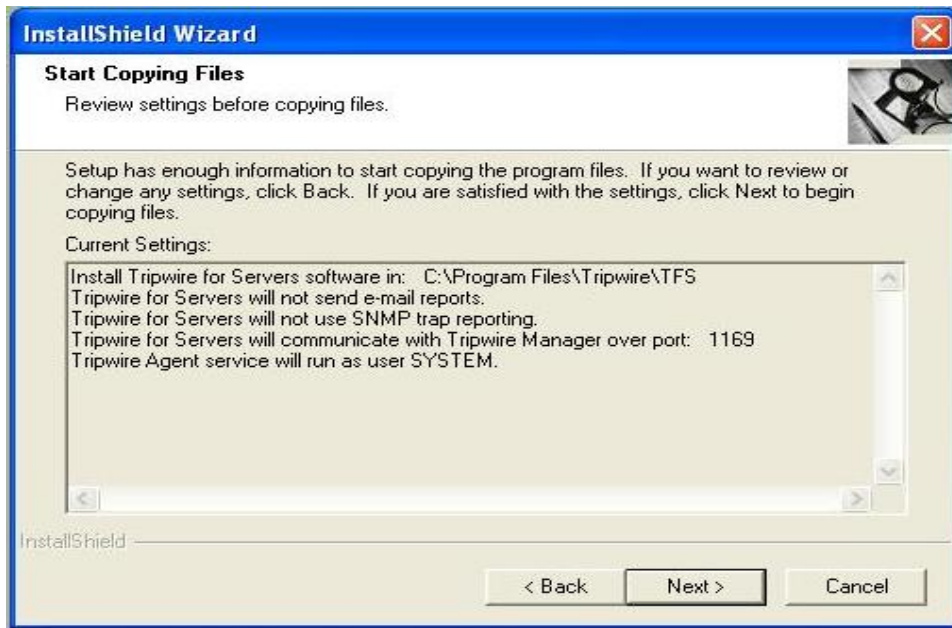 InstallShield Wizard
Start Copying Files
Review settings before copying files.
Setup has enough information to start copying the program files. If you want to review or
change any settings, click Back. If you are satisfied with the settings, click Next to begin
copying files.
Current Settings:
Install Tripwire for Servers software in: C:\Program Files\Tripwire\TFS
Tripwire for Servers will not send e-mail reports.
Tripwire for Servers will not use SNMP trap reporting.
Tripwire for Servers will communicate with Tripwire Manager over port: 1169
Tripwire Agent service will run as user SYSTEM.
InstallShield
< Back Next > Cancel